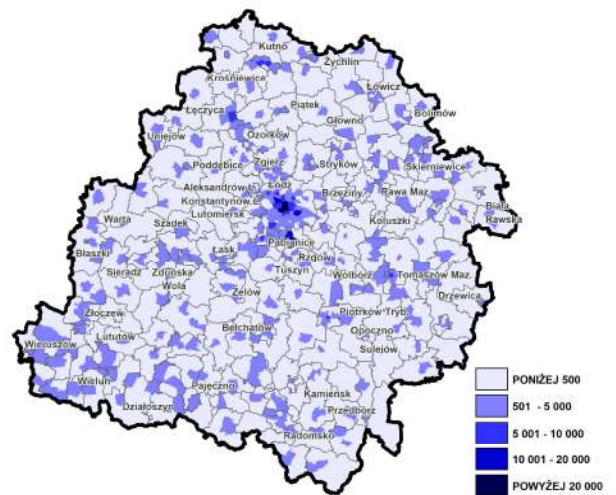 Kutno
Żychlin
Krośniewice
Łowicz
Łęczyca
Piątek
Głowno
Bolimów
Uniejów
Ozorków
Poddębice
Zgierz
Stryków
Skierniewice
Aleksandrów Ł.
Łódź
Brzeziny
Rawa Maz.
Konstantynów Ł.
Lutomiersk
Biała
Rawska
Warta
Szadek
Koluszki
Pabianice
Błaszki
Łask
Rzgów
Sieradz
Zduńska
Wola
Tuszyn
Wolbórz
Tomaszów Maz.
Zelów
Drzewica
Złoczew
Piotrków Tryb.
Bełchatów
Opoczno
Wieruszów
Lututów
Sulejów
Wieluń
Pajęczno
Kamieńsk
Działoszyn
Przedbórz
Radomsko
PONIŻEJ 500
501 - 5 000
5 001 - 10 000
10 001 - 20 000
POWYŻEJ 20 000